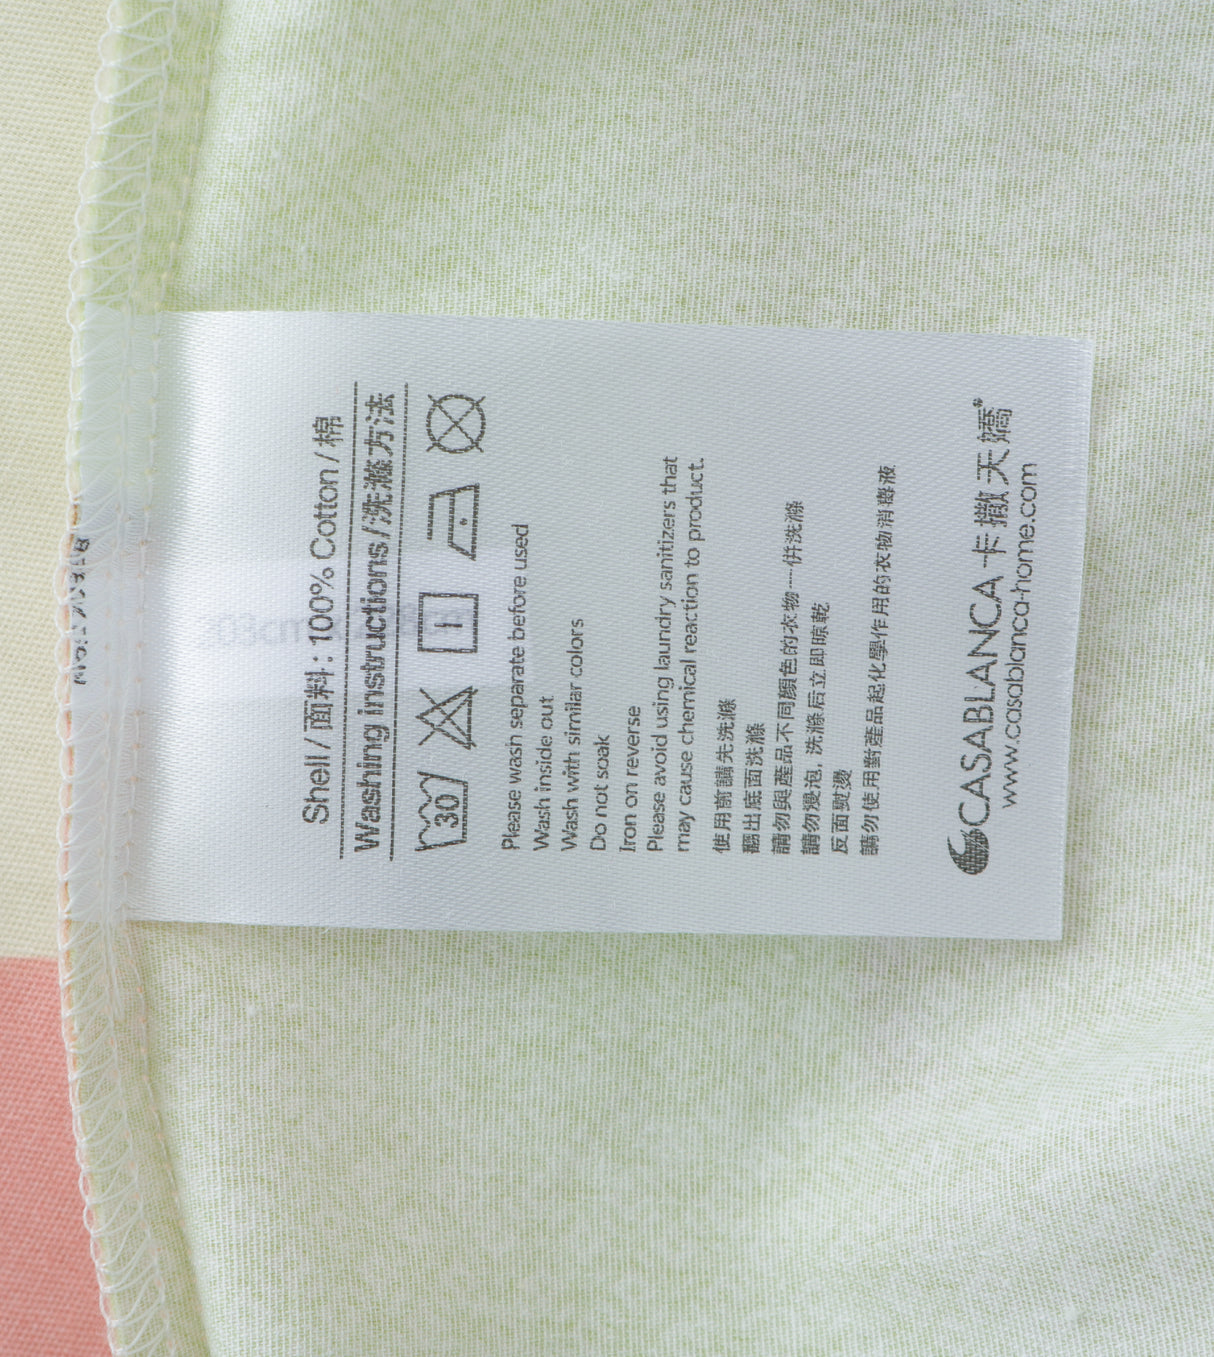 Shell / 面料 : 100% Cotton / 棉
Washing instructions / 洗滌方法
30
Please wash separate before used
Wash inside out
Wash with similar colors
Do not soak
Iron on reverse
Please avoid using laundry sanitizers that
may cause chemical reaction to product.
使用前請先洗滌
翻出底面洗滌
請勿與產品不同顏色的衣物一併洗滌
請勿浸泡，洗滌后立即晾乾
反面熨燙
請勿使用對產品起化學作用的衣物消毒液
CASABLANCA 卡撒天嬌
www.casablanca-home.com